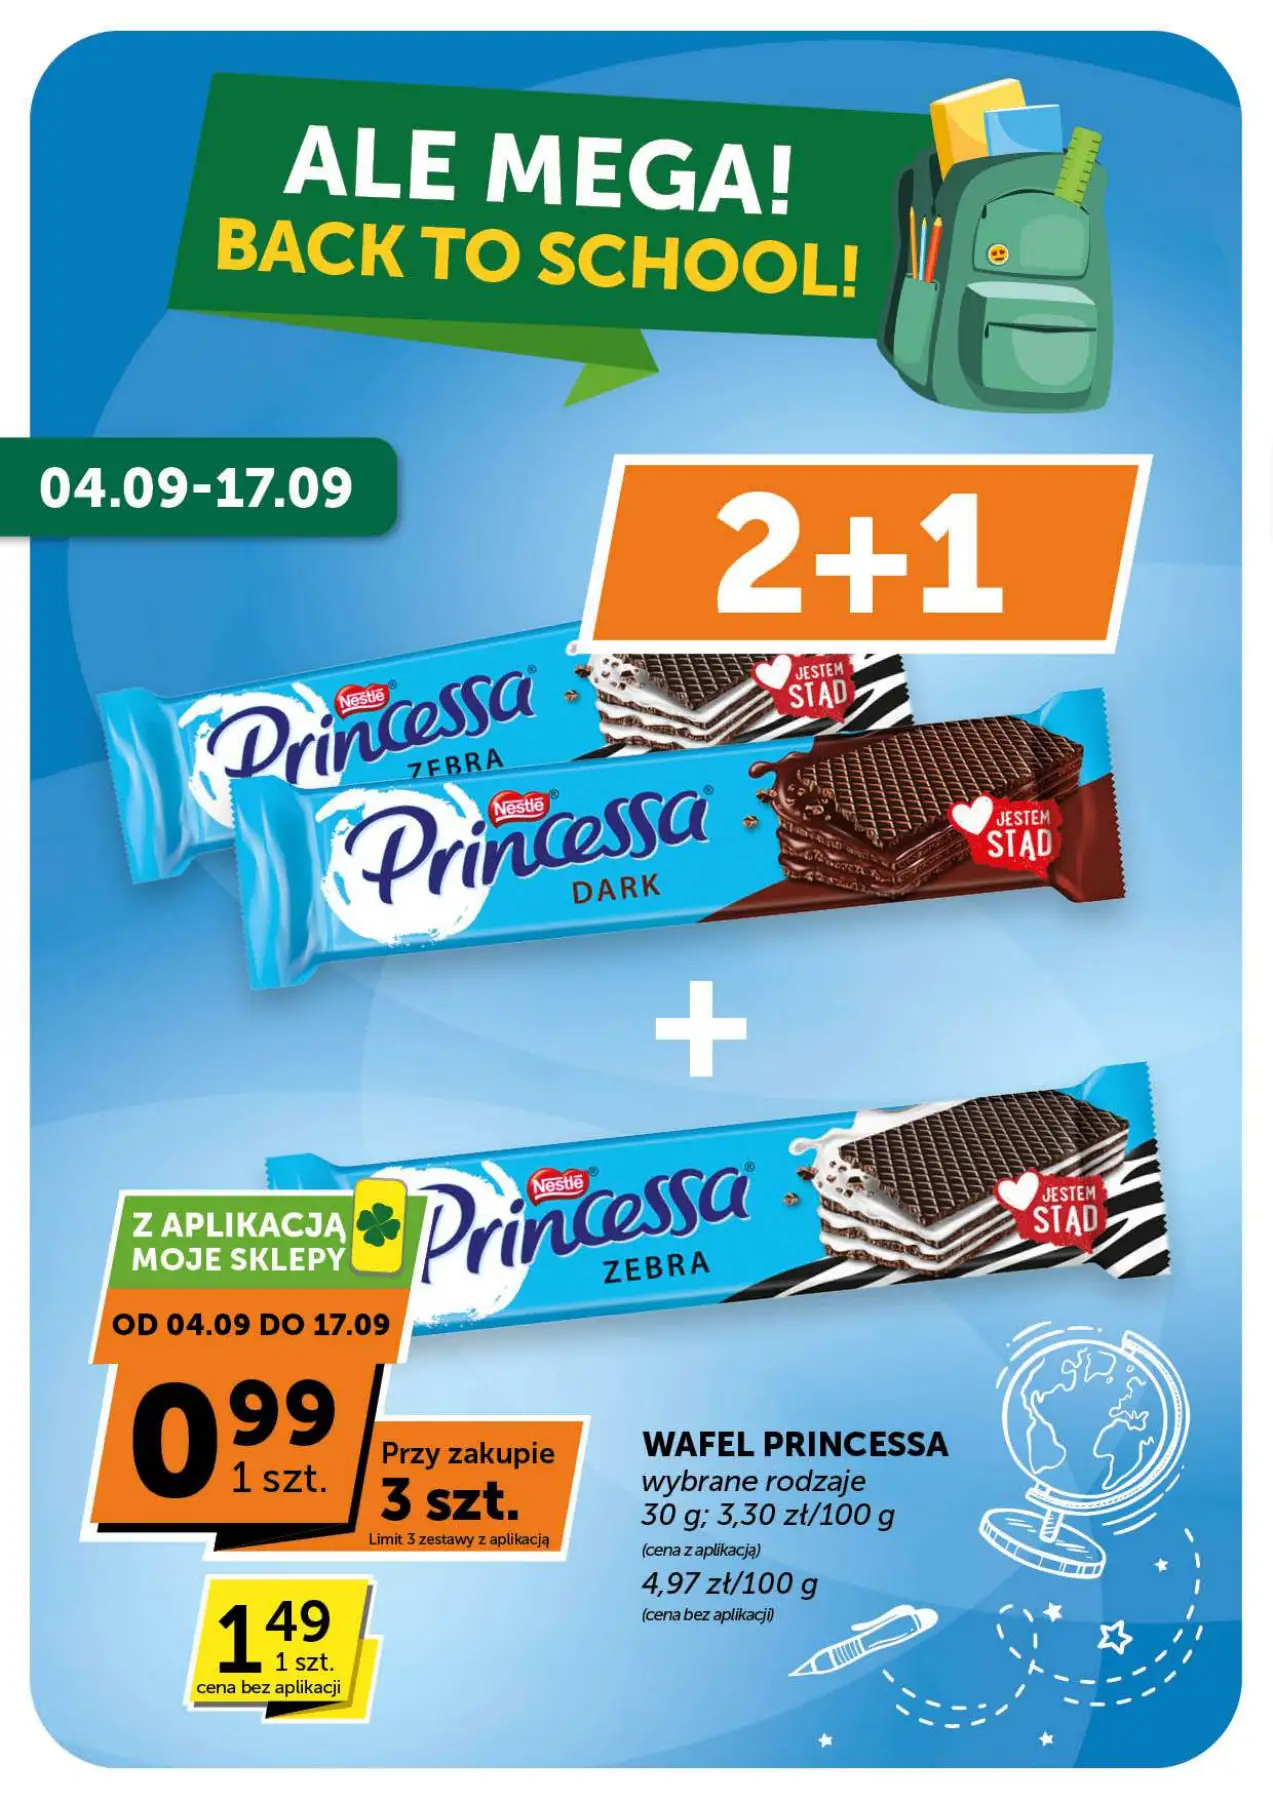 ALE MEGA!
BACK TO SCHOOL!
04.09-17.09
2+1
Nestlé
Princessa
ZEBRA
JESTEM
STĄD
Nestlé
Princessa
DARK
JESTEM
STĄD
+
Nestlé
Princessa
ZEBRA
JESTEM
STĄD
Z APLIKACJĄ
MOJE SKLEPY
OD 04.09 DO 17.09
0 99
1 szt.
Przy zakupie
3 szt.
Limit 3 zestawy z aplikacją
1 49
1 szt.
cena bez aplikacji
WAFEL PRINCESSA
wybrane rodzaje
30 g; 3,30 zł/100 g
(cena z aplikacją)
4,97 zł/100 g
(cena bez aplikacji)